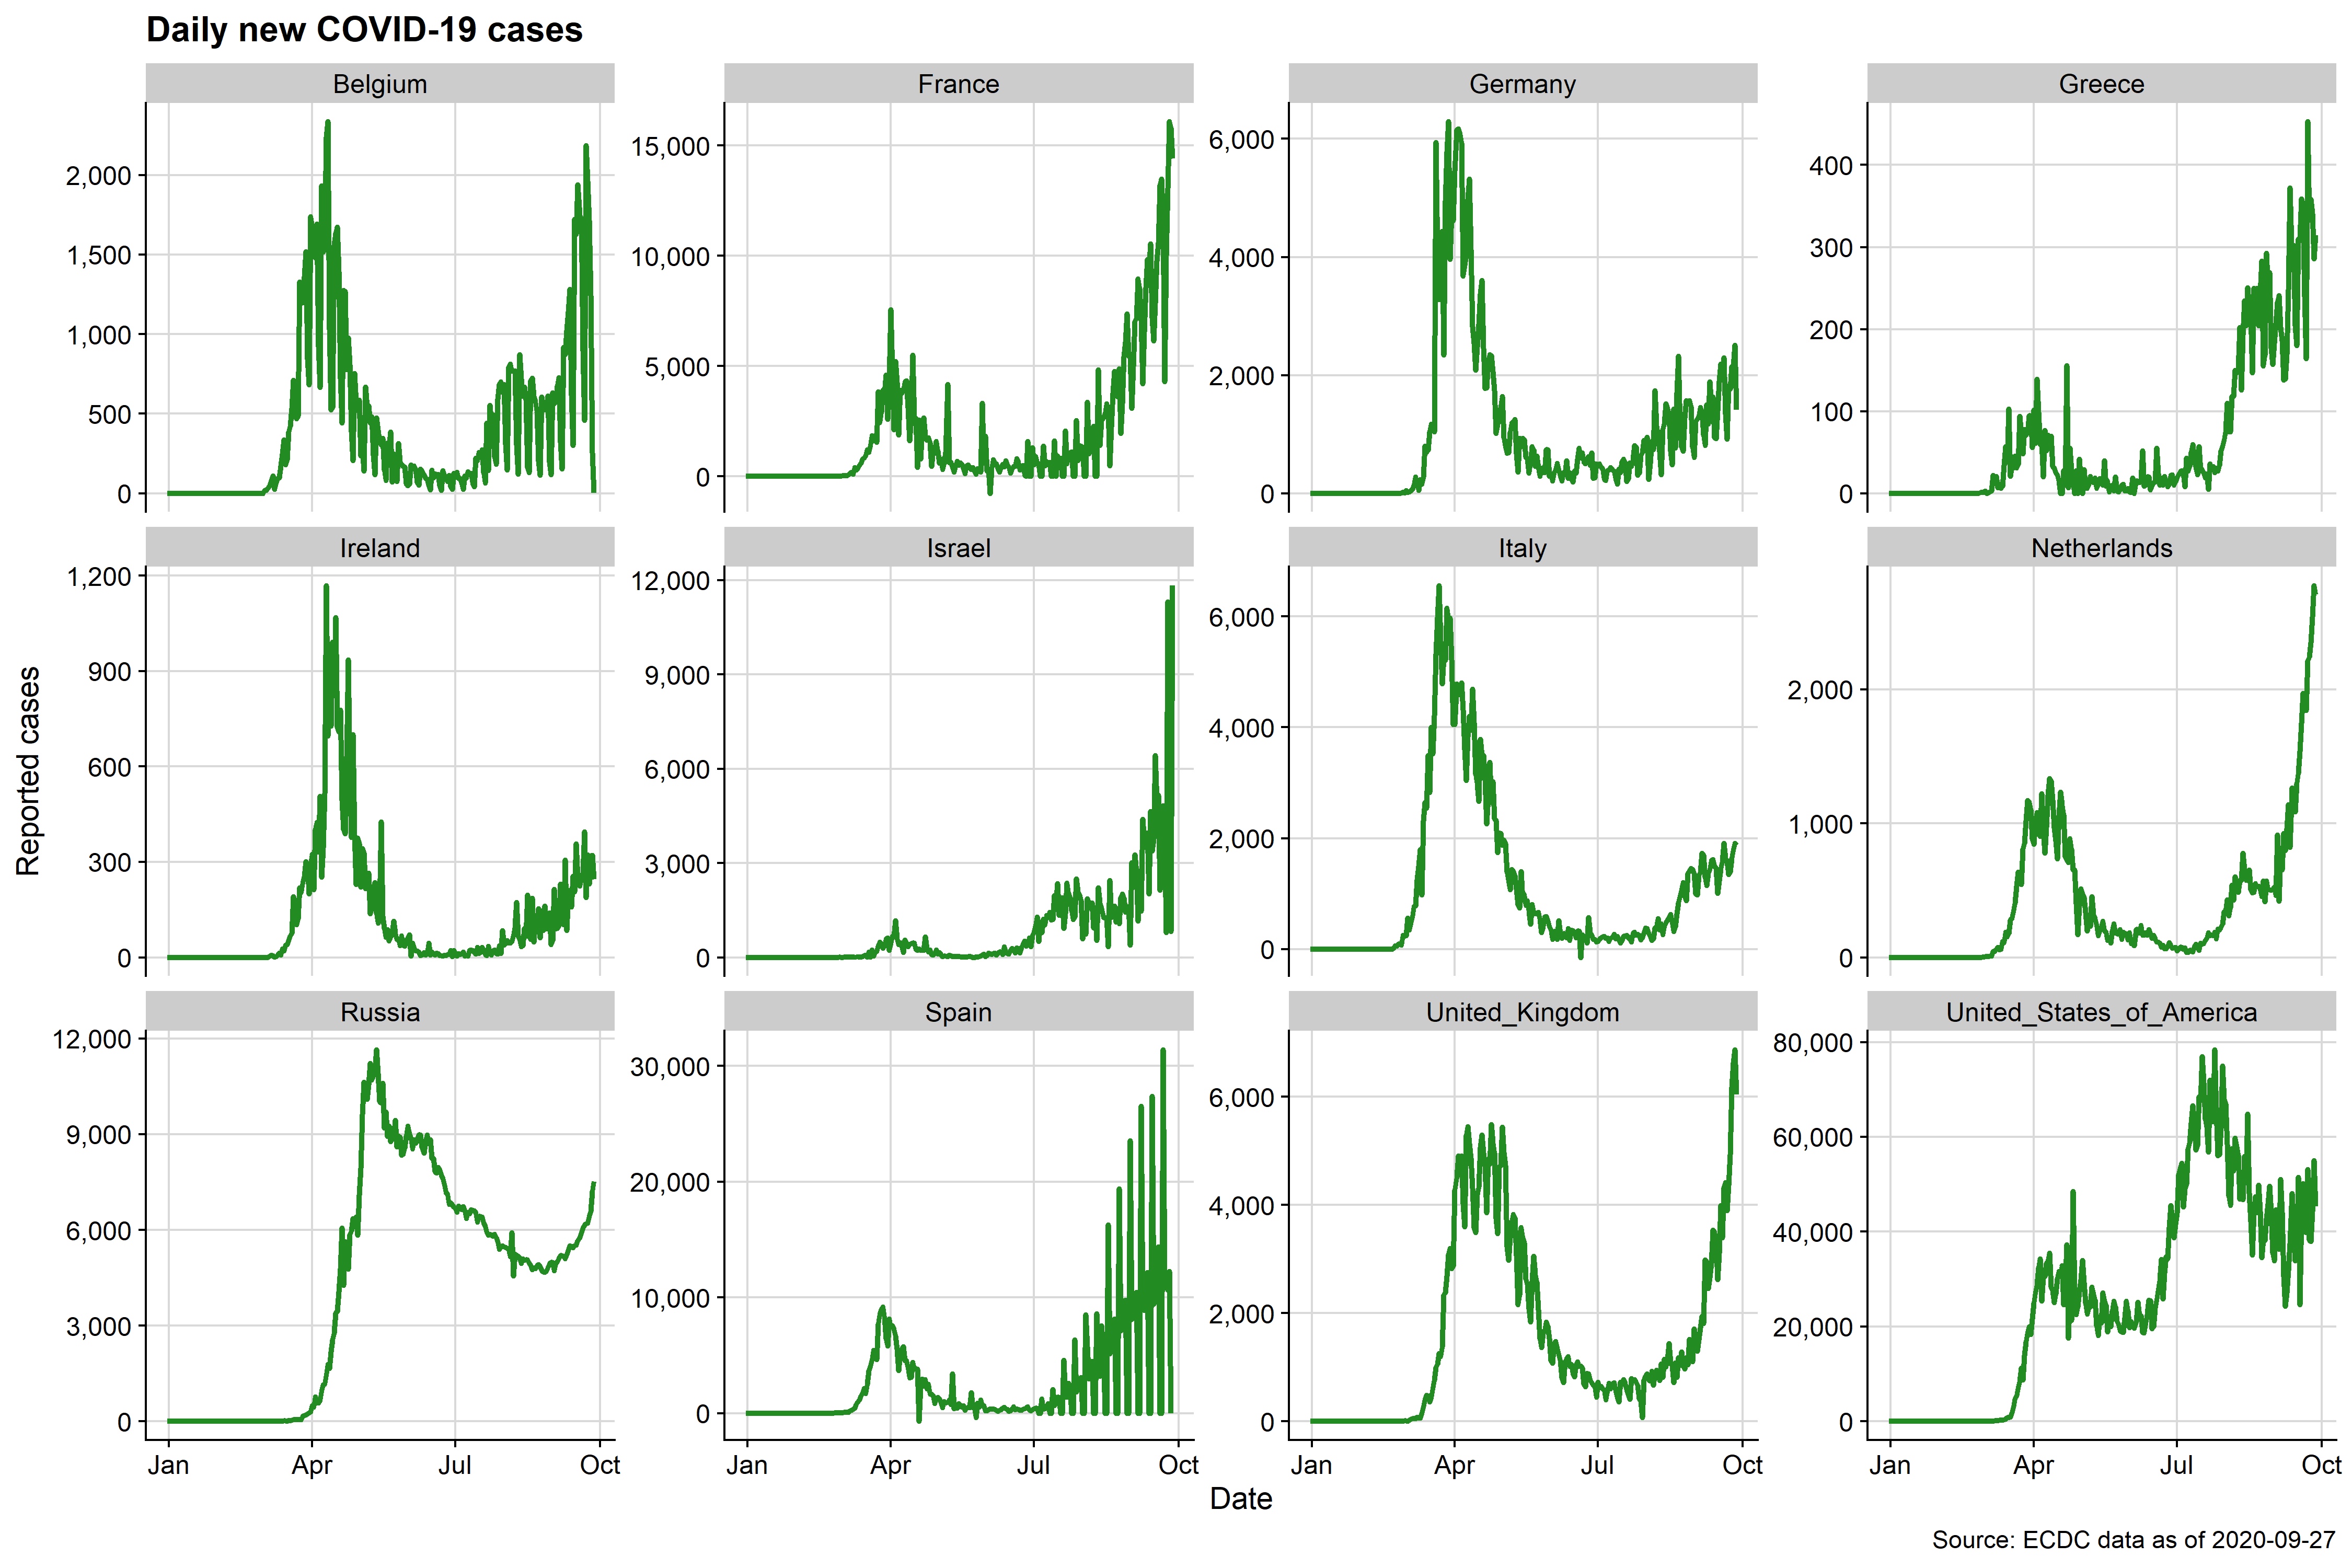 Daily new COVID-19 cases
Belgium
France
Germany
Greece
2,000
1,500
1,000
500
0
15,000
10,000
5,000
0
6,000
4,000
2,000
0
400
300
200
100
0
Ireland
Israel
Italy
Netherlands
1,200
900
600
300
0
12,000
9,000
6,000
3,000
0
6,000
4,000
2,000
0
2,000
1,000
0
Russia
Spain
United_Kingdom
United_States_of_America
12,000
9,000
6,000
3,000
0
30,000
20,000
10,000
0
6,000
4,000
2,000
0
80,000
60,000
40,000
20,000
0
Jan Apr Jul Oct
Jan Apr Jul Oct
Jan Apr Jul Oct
Jan Apr Jul Oct
Reported cases
Date
Source: ECDC data as of 2020-09-27